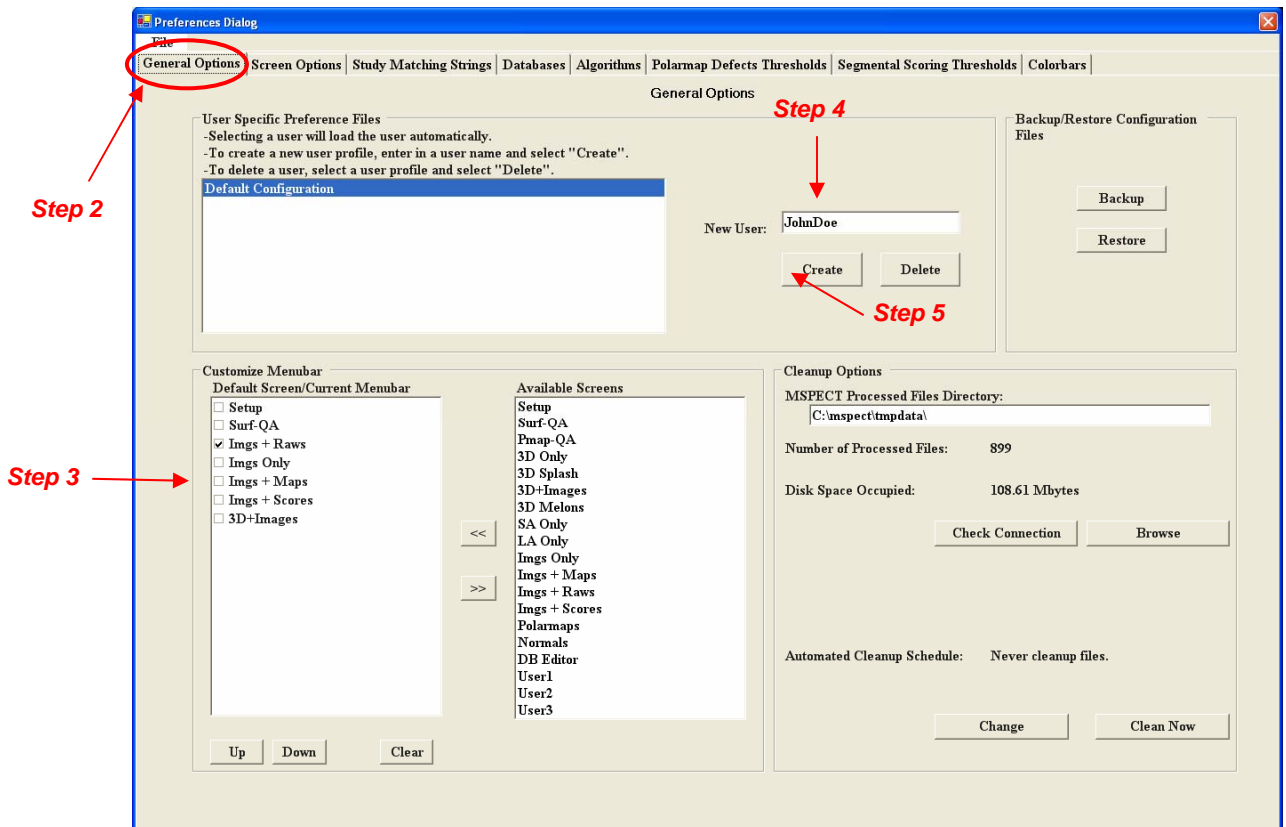 Preferences Dialog
File
General Options Screen Options Study Matching Strings Databases Algorithms Polarmap Defects Thresholds Segmental Scoring Thresholds Colorbars
General Options
Step 2
User Specific Preference Files
-Selecting a user will load the user automatically.
-To create a new user profile, enter in a user name and select "Create".
-To delete a user, select a user profile and select "Delete".
Default Configuration
Step 4
New User: JohnDoe
Create Delete
Step 5
Backup/Restore Configuration
Files
Backup
Restore
Customize Menubar
Default Screen/Current Menubar
Setup
Surf-QA
Imgs + Raws
Imgs Only
Imgs + Maps
Imgs + Scores
3D+Images
Step 3
<<
>>
Up Down Clear
Available Screens
Setup
Surf-QA
Pmap-QA
3D Only
3D Splash
3D+Images
3D Melons
SA Only
LA Only
Imgs Only
Imgs + Maps
Imgs + Raws
Imgs + Scores
Polarmaps
Normals
DB Editor
User1
User2
User3
Cleanup Options
MSPECT Processed Files Directory:
C:\mspect\tmpdata\
Number of Processed Files: 899
Disk Space Occupied: 108.61 Mbytes
Check Connection Browse
Automated Cleanup Schedule: Never cleanup files.
Change Clean Now